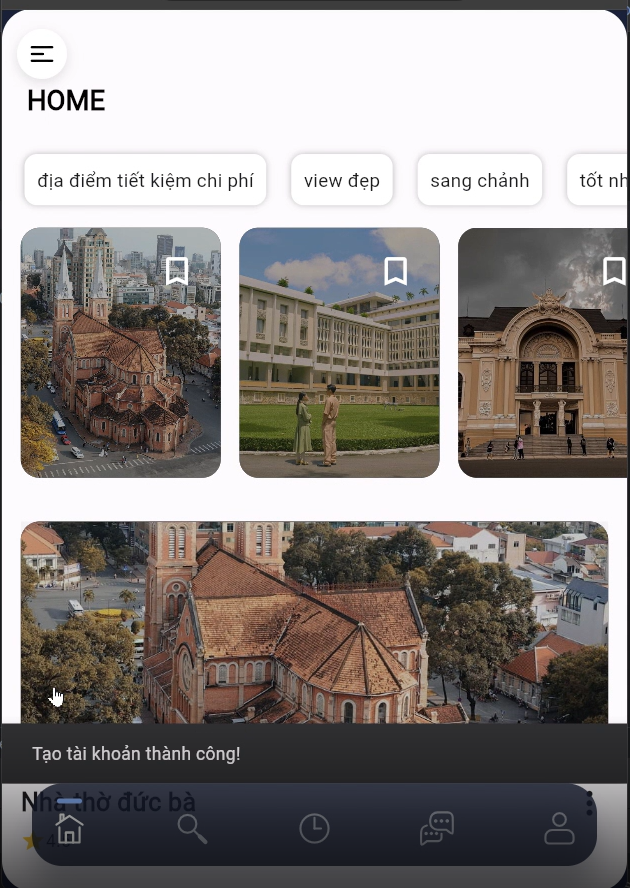 HOME
địa điểm tiết kiệm chi phí
view đẹp
sang chảnh
tốt nh
Tạo tài khoản thành công!
Nhà thờ đức bà